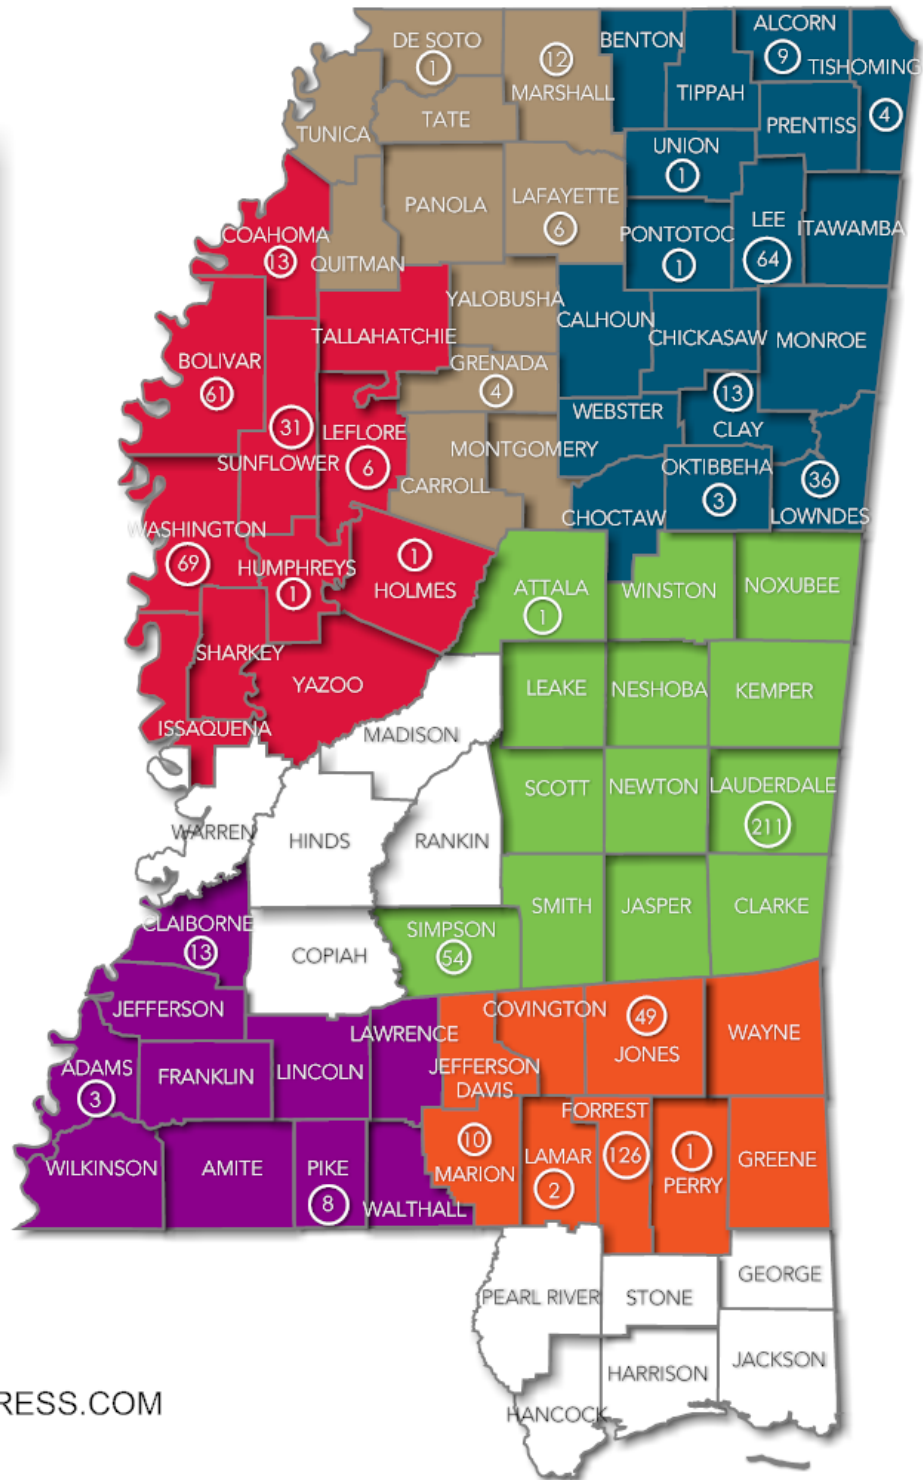 DE SOTO
1
12
MARSHALL
BENTON
ALCORN
9
TISHOMING
4
TUNICA
TATE
TIPPAH
PRENTISS
UNION
1
COAHOMA
13
QUITMAN
PANOLA
LAFAYETTE
6
PONTOTOC
1
LEE
64
ITAWAMBA
TALLAHATCHIE
YALOBUSHA
CALHOUN
CHICKASAW
MONROE
BOLIVAR
61
GRENADA
4
31
SUNFLOWER
LEFLORE
6
WEBSTER
13
CLAY
MONTGOMERY
CARROLL
OKTIBBEHA
3
36
LOWNDES
CHOCTAW
WASHINGTON
69
HUMPHREYS
1
1
HOLMES
ATTALA
1
WINSTON
NOXUBEE
SHARKEY
YAZOO
LEAKE
NESHOBA
KEMPER
ISSAQUENA
MADISON
WARREN
HINDS
RANKIN
SCOTT
NEWTON
LAUDERDALE
211
CLAIBORNE
13
COPIAH
SIMPSON
54
SMITH
JASPER
CLARKE
JEFFERSON
LAWRENCE
COVINGTON
49
JONES
WAYNE
ADAMS
3
FRANKLIN
LINCOLN
JEFFERSON
DAVIS
WILKINSON
AMITE
PIKE
8
WALTHALL
10
MARION
LAMAR
2
FORREST
126
1
PERRY
GREENE
PEARL RIVER
STONE
GEORGE
HARRISON
JACKSON
HANCOCK
RESS.COM